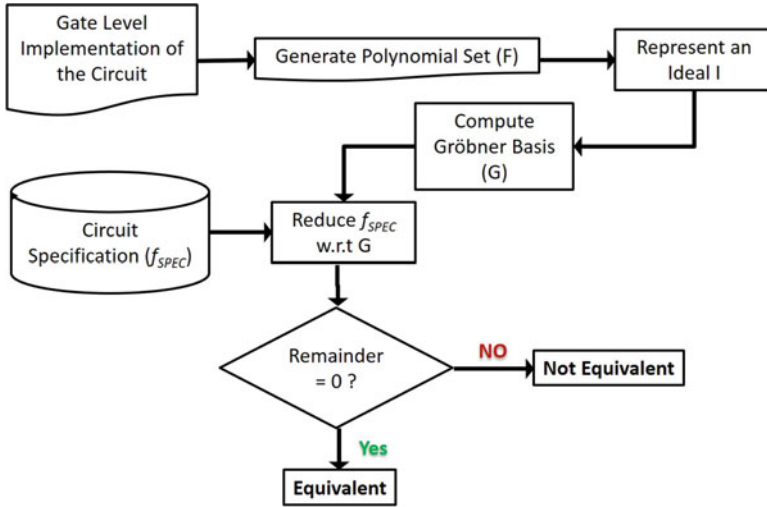 Gate Level
Implementation of
the Circuit
Generate Polynomial Set (F)
Represent an
Ideal I
Compute
Gröbner Basis
(G)
Circuit
Specification (fSPEC)
Reduce fSPEC
w.r.t G
Remainder
= 0 ?
NO
Not Equivalent
Yes
Equivalent